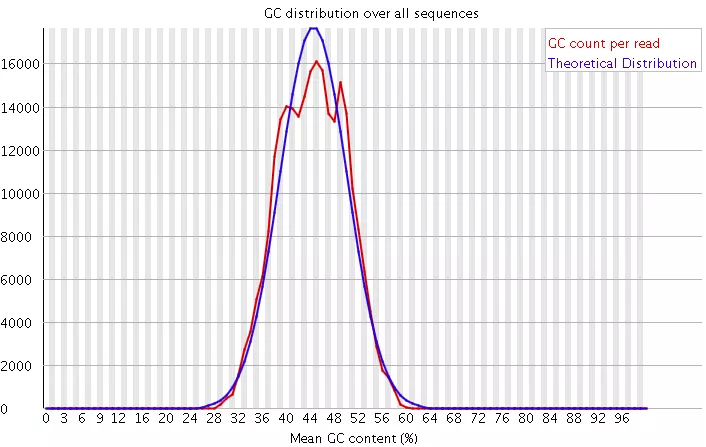 GC distribution over all sequences
GC count per read
Theoretical Distribution
16000
14000
12000
10000
8000
6000
4000
2000
0
0 3 6 9 12 16 20 24 28 32 36 40 44 48 52 56 60 64 68 72 76 80 84 88 92 96
Mean GC content (%)